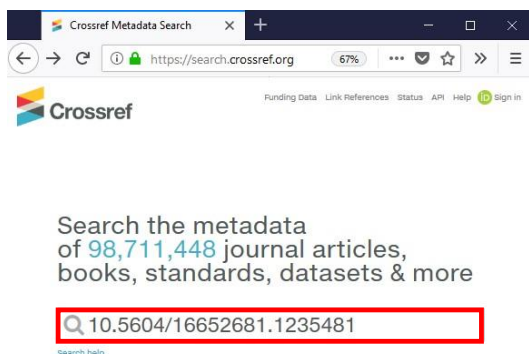 Crossref Metadata Search
https://search.crossref.org
67%
Crossref
Funding Data Link References Status API Help iD Sign in
Search the metadata
of 98,711,448 journal articles,
books, standards, datasets & more
10.5604/16652681.1235481
Search help